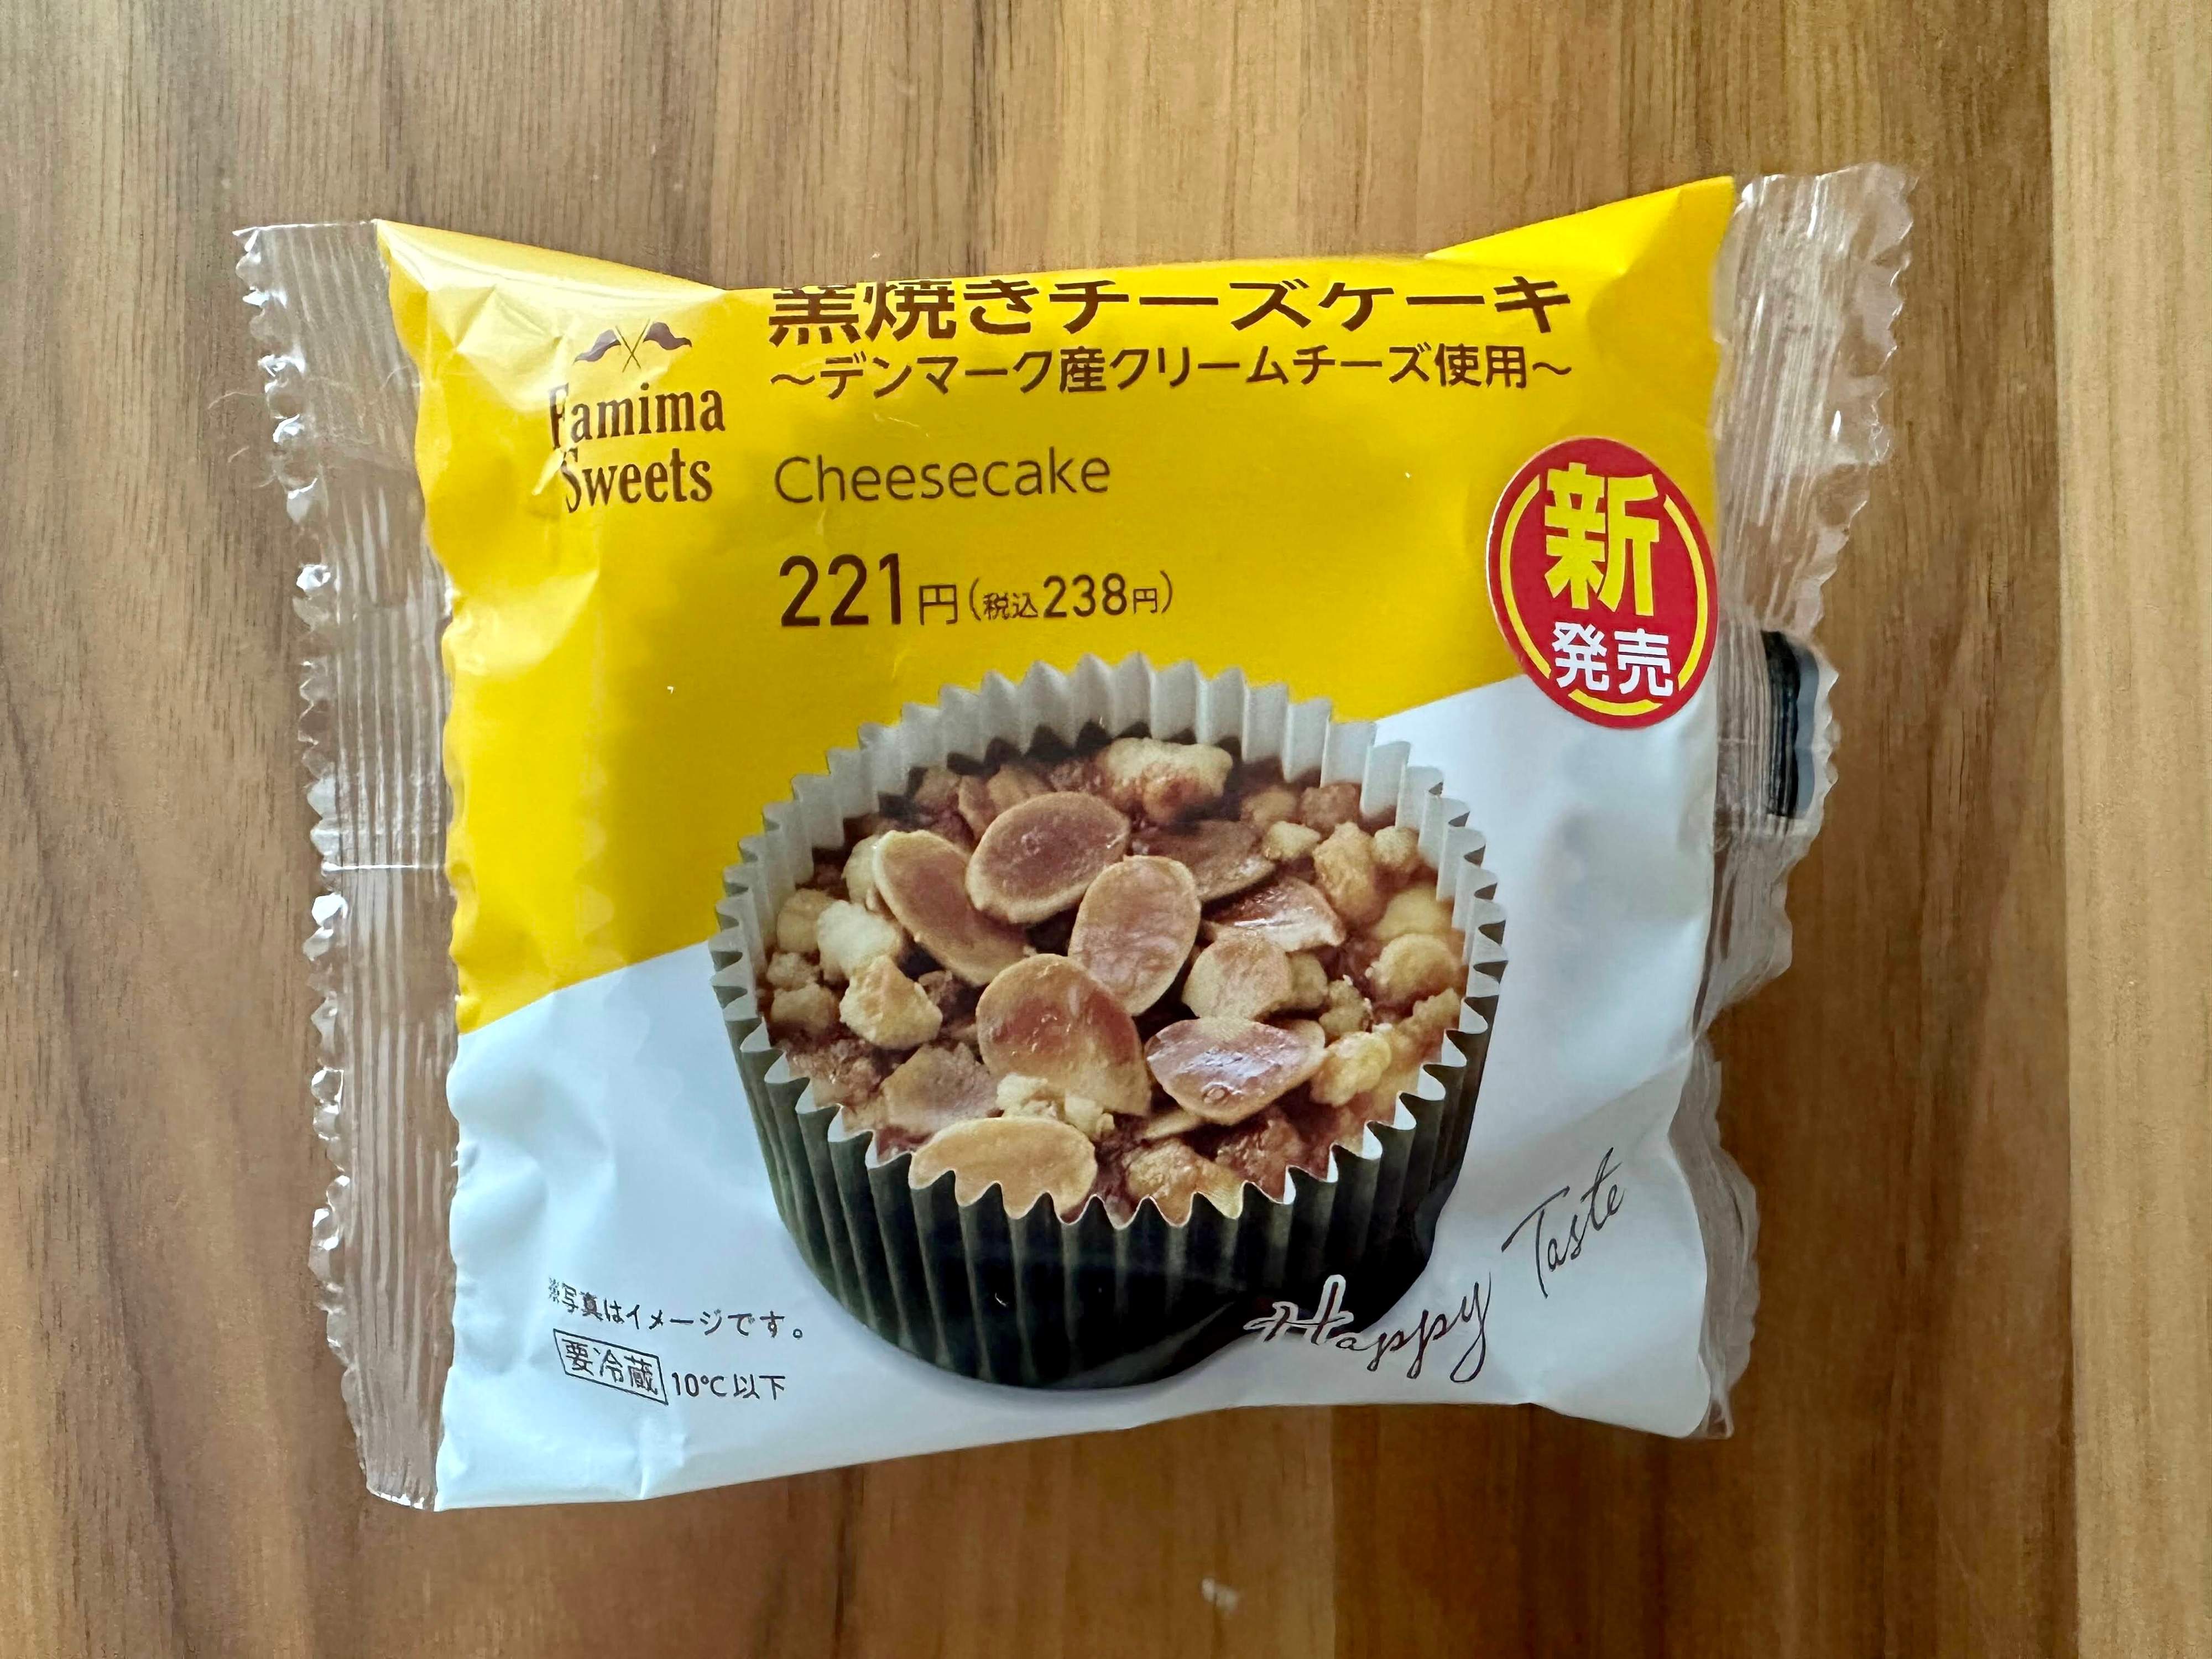 窯焼きチーズケーキ
～デンマーク産クリームチーズ使用～
Famima
Sweets
Cheesecake
221円(税込238円)
新
発売
Happy Taste
※写真はイメージです。
要冷蔵 10℃以下